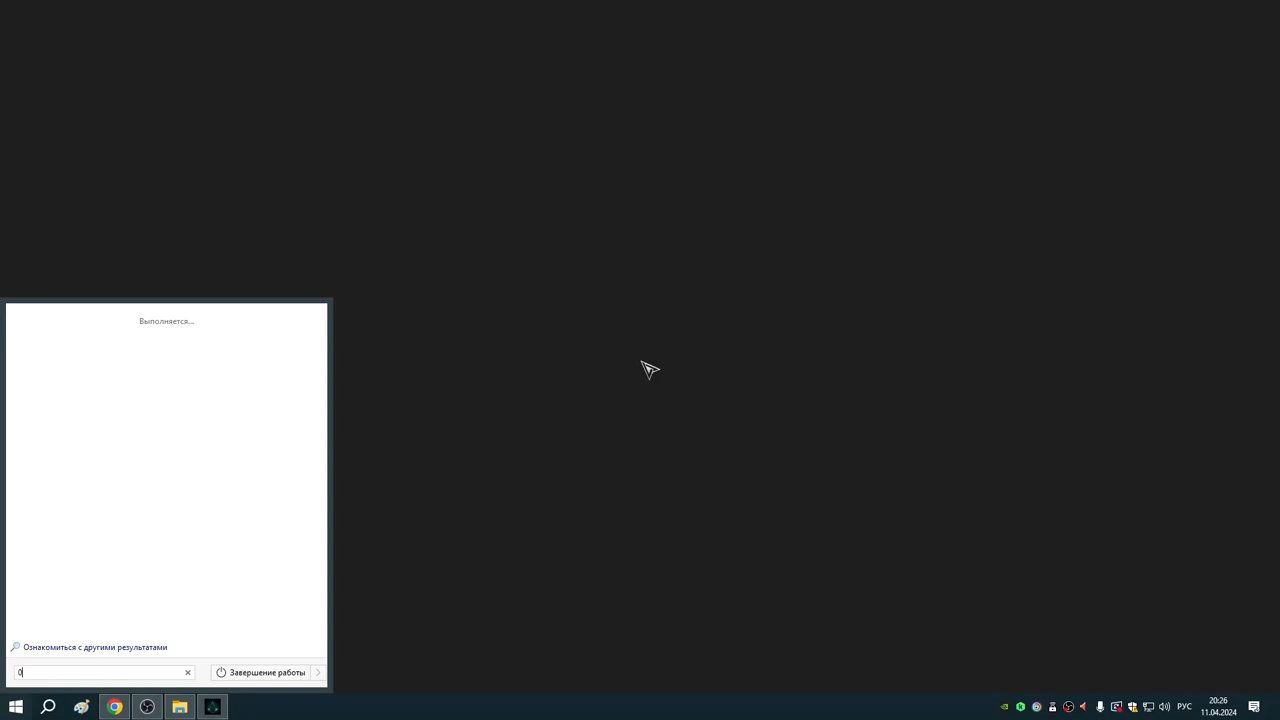 Выполняется...
Ознакомиться с другими результатами
0
Завершение работы
РУС
20:26
11.04.2024